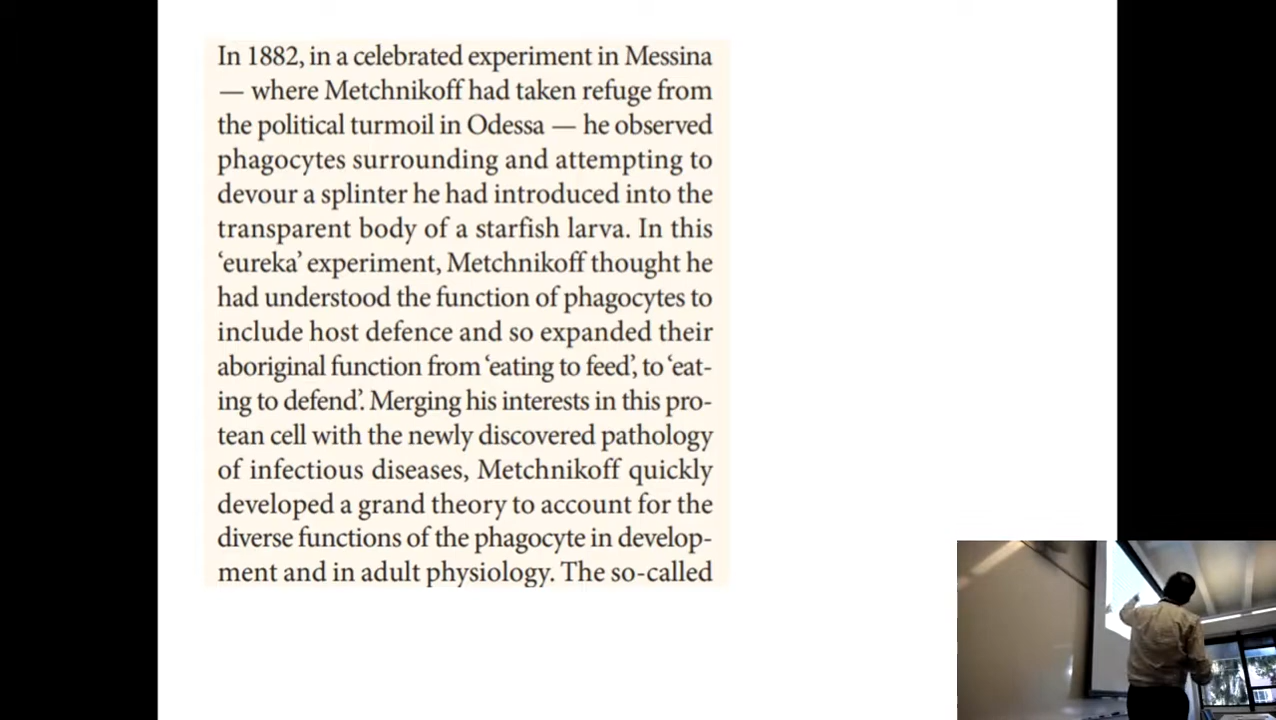 In 1882, in a celebrated experiment in Messina
— where Metchnikoff had taken refuge from
the political turmoil in Odessa — he observed
phagocytes surrounding and attempting to
devour a splinter he had introduced into the
transparent body of a starfish larva. In this
‘eureka’ experiment, Metchnikoff thought he
had understood the function of phagocytes to
include host defence and so expanded their
aboriginal function from ‘eating to feed’, to ‘eat-
ing to defend’. Merging his interests in this pro-
tean cell with the newly discovered pathology
of infectious diseases, Metchnikoff quickly
developed a grand theory to account for the
diverse functions of the phagocyte in develop-
ment and in adult physiology. The so-called